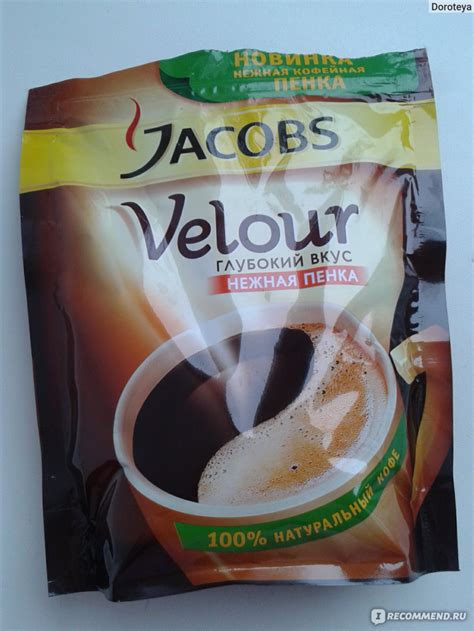 Doroteya
НОВИНКА
НЕЖНАЯ КОФЕЙНАЯ
ПЕНКА
JACOBS
Velour
ГЛУБОКИЙ ВКУС
НЕЖНАЯ ПЕНКА
100% НАТУРАЛЬНЫЙ КОФЕ
I RECOMMEND.RU